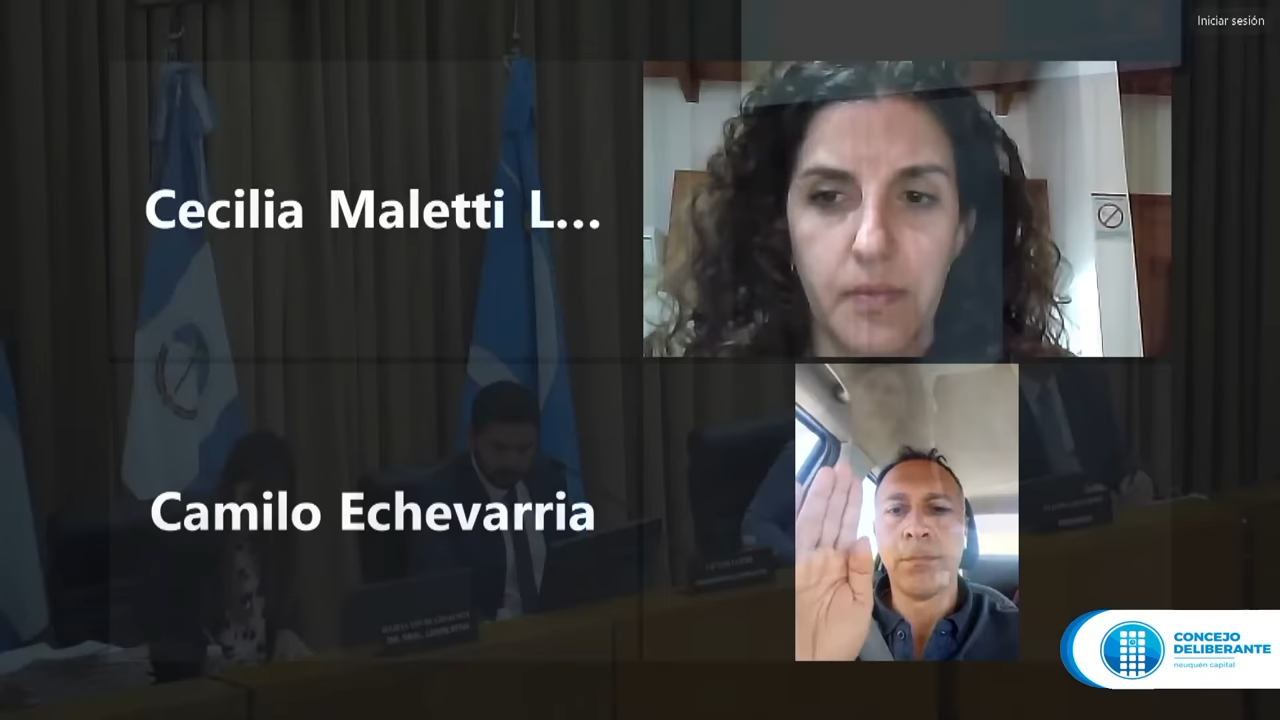 Iniciar sesión
Cecilia Maletti L...
Camilo Echevarria
CONCEJO
DELIBERANTE
neuquén capital